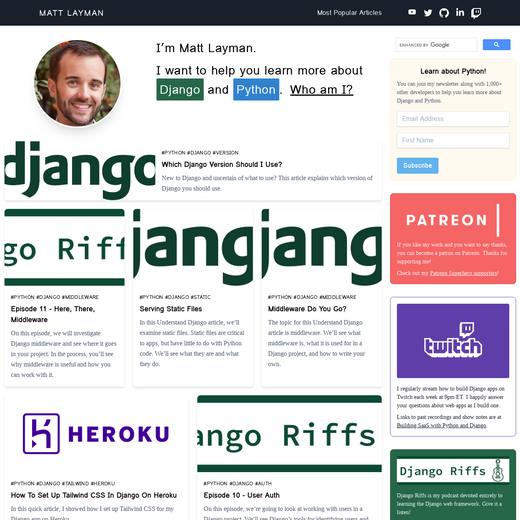 MATT LAYMAN
Most Popular Articles
I'm Matt Layman.
I want to help you learn more about
Django and Python. Who am I?
ENHANCED BY Google
Learn about Python!
You can join my newsletter along with 1,000+
other developers to help you learn more about
Django and Python.
Email Address
First Name
Subscribe
django
#PYTHON #DJANGO #VERSION
Which Django Version Should I Use?
New to Django and uncertain of what to use? This article explains which version of
Django you should use.
PATREON
If you like my work and you want to say thanks,
you can become a patron on Patreon. Thanks for
supporting me!
Check out my Patreon Superhero supporters!
go Riff
#PYTHON #DJANGO #MIDDLEWARE
Episode 11 - Here, There,
Middleware
On this episode, we will investigate
Django middleware and see where it goes
in your project. In the process, you'll see
why middleware is useful and how you
can work with it.
jang
#PYTHON #DJANGO #STATIC
Serving Static Files
In this Understand Django article, we'll
examine static files. Static files are critical
to apps, but have little to do with Python
code. We'll see what they are and what
they do.
jang
#PYTHON #DJANGO #MIDDLEWARE
Middleware Do You Go?
The topic for this Understand Django
article is middleware. We'll see what
middleware is, what it is used for in a
Django project, and how to write your
own.
twitch
I regularly stream how to build Django apps on
Twitch each week at 9pm ET. I happily answer
your questions about web apps as I build one.
Links to past recordings and show notes are at
Building SaaS with Python and Django
HEROKU
#PYTHON #DJANGO #TAILWIND #HEROKU
How To Set Up Tailwind CSS In Django On Heroku
In this quick article, I showed how I set up Tailwind CSS for my
Django app on Heroku.
ango Riffs
#PYTHON #DJANGO #AUTH
Episode 10 - User Auth
On this episode, we're going to look at working with users in a
Django project. We'll see Django's tools for identifying users and
Django Riffs
Django Riffs is my podcast devoted entirely to
learning the Django web framework. Give it a
listen!